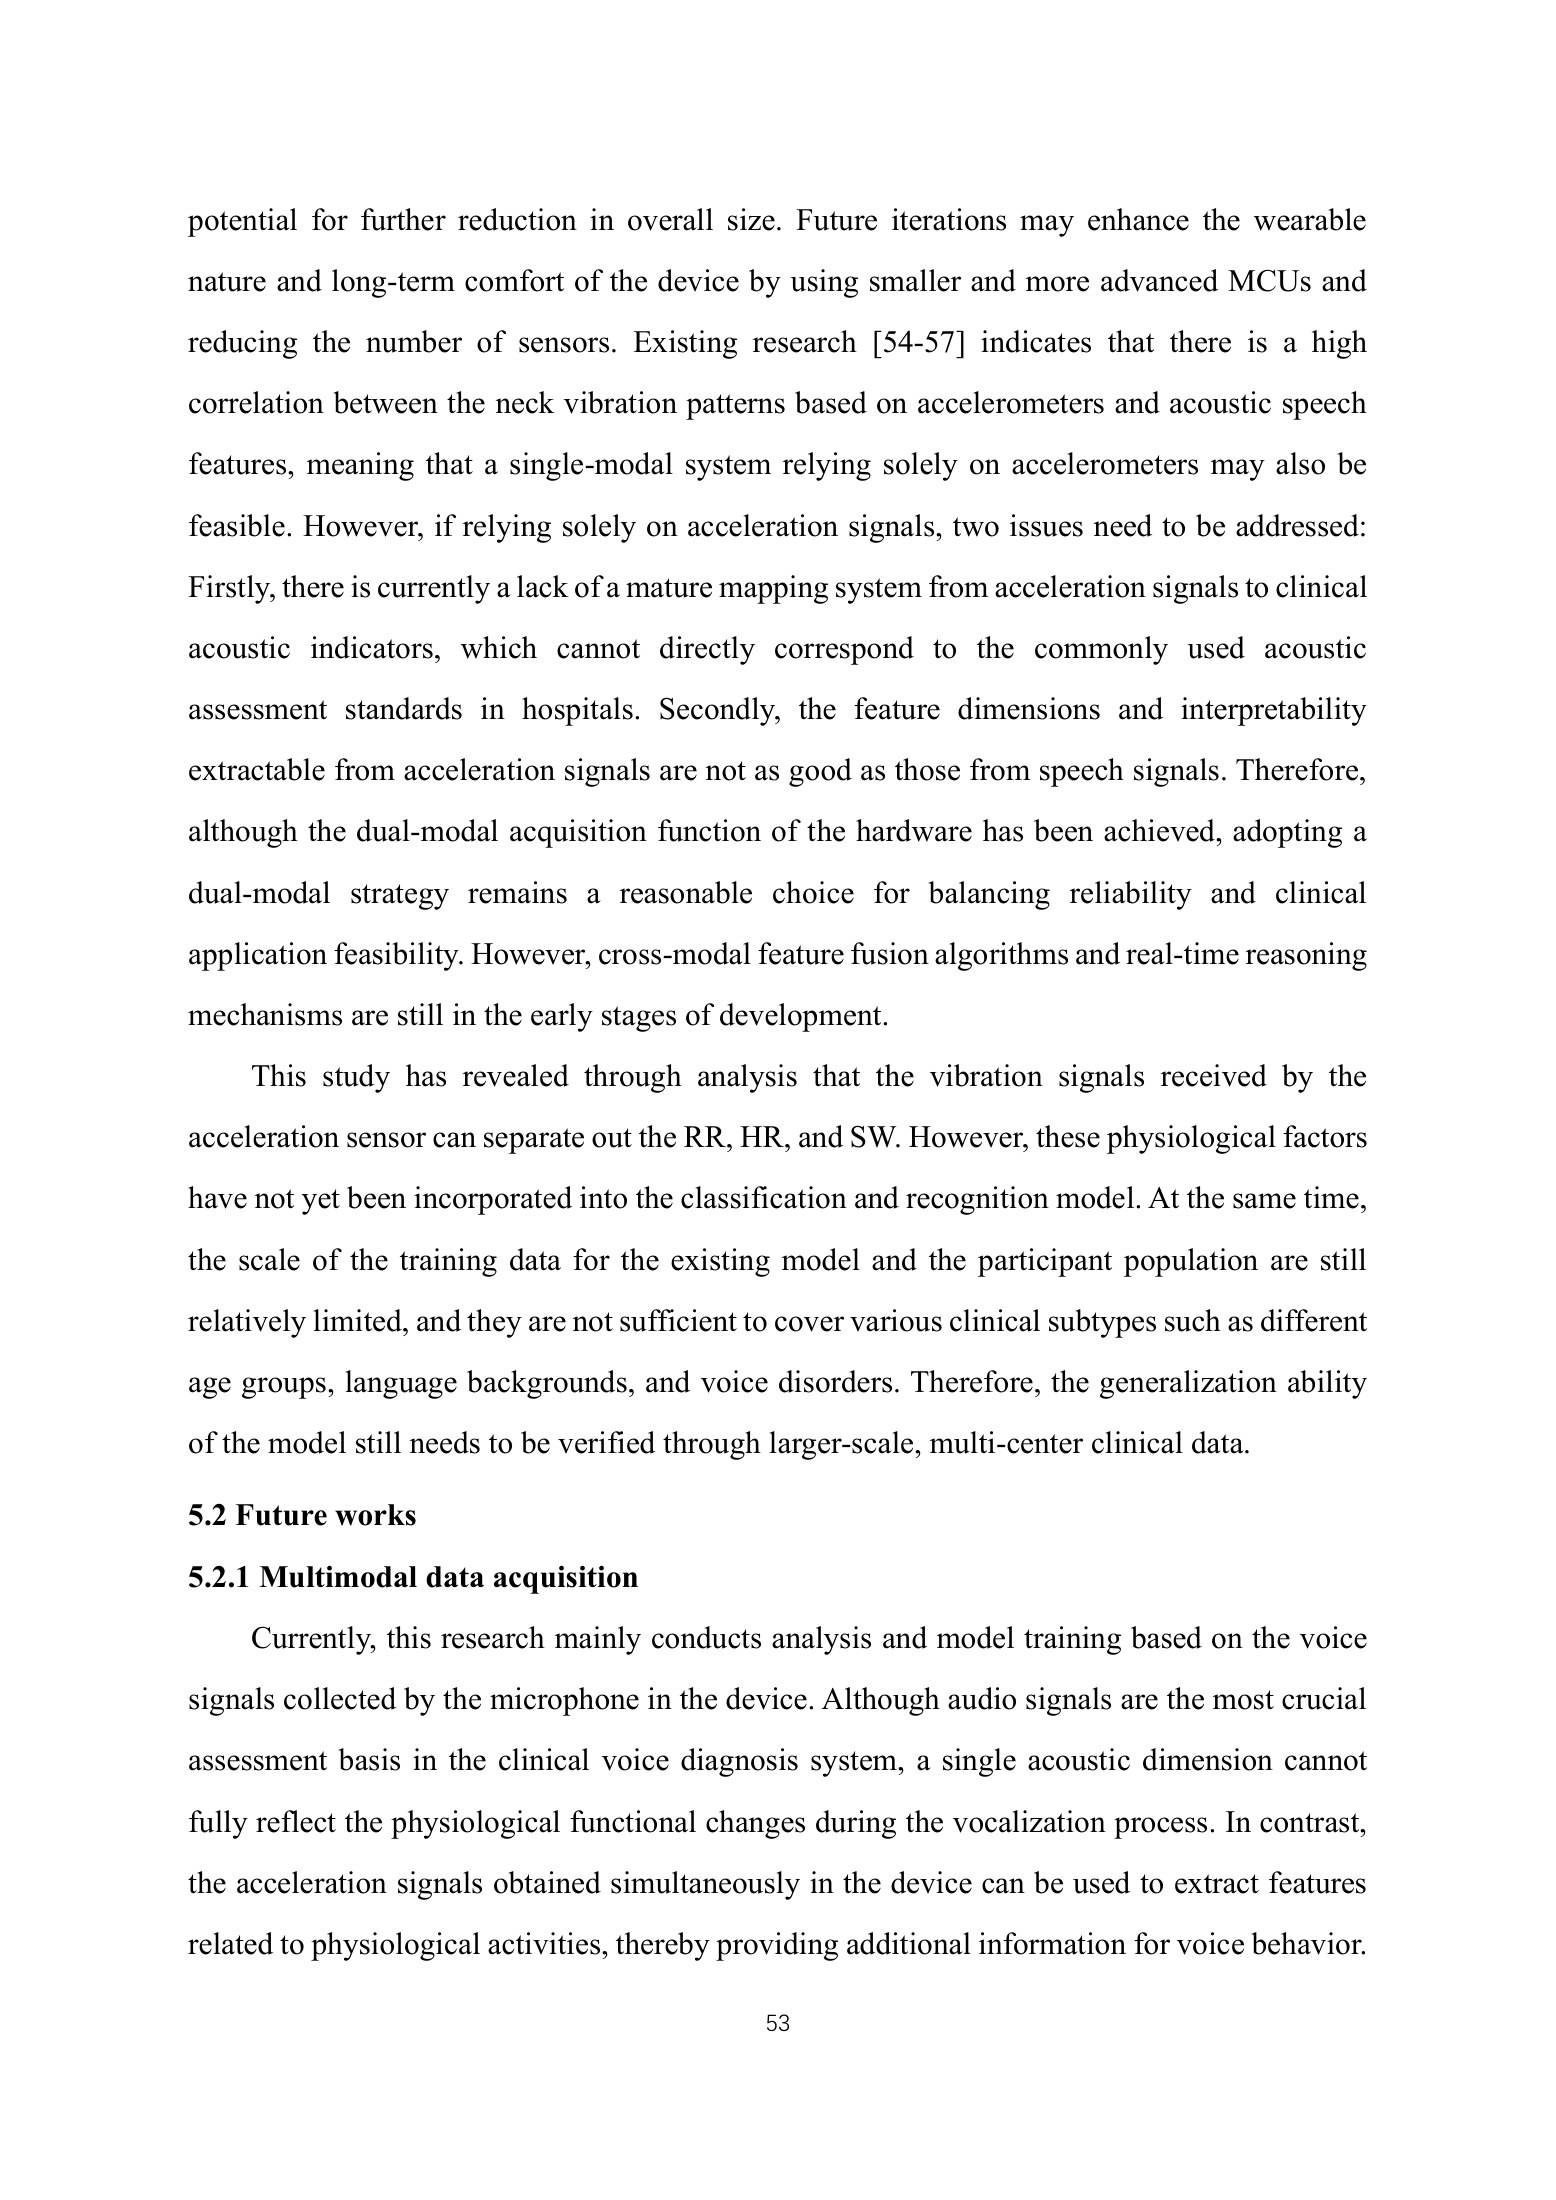 potential for further reduction in overall size. Future iterations may enhance the wearable
nature and long-term comfort of the device by using smaller and more advanced MCUs and
reducing the number of sensors. Existing research [54-57] indicates that there is a high
correlation between the neck vibration patterns based on accelerometers and acoustic speech
features, meaning that a single-modal system relying solely on accelerometers may also be
feasible. However, if relying solely on acceleration signals, two issues need to be addressed:
Firstly, there is currently a lack of a mature mapping system from acceleration signals to clinical
acoustic indicators, which cannot directly correspond to the commonly used acoustic
assessment standards in hospitals. Secondly, the feature dimensions and interpretability
extractable from acceleration signals are not as good as those from speech signals. Therefore,
although the dual-modal acquisition function of the hardware has been achieved, adopting a
dual-modal strategy remains a reasonable choice for balancing reliability and clinical
application feasibility. However, cross-modal feature fusion algorithms and real-time reasoning
mechanisms are still in the early stages of development.
This study has revealed through analysis that the vibration signals received by the
acceleration sensor can separate out the RR, HR, and SW. However, these physiological factors
have not yet been incorporated into the classification and recognition model. At the same time,
the scale of the training data for the existing model and the participant population are still
relatively limited, and they are not sufficient to cover various clinical subtypes such as different
age groups, language backgrounds, and voice disorders. Therefore, the generalization ability
of the model still needs to be verified through larger-scale, multi-center clinical data.
5.2 Future works
5.2.1 Multimodal data acquisition
Currently, this research mainly conducts analysis and model training based on the voice
signals collected by the microphone in the device. Although audio signals are the most crucial
assessment basis in the clinical voice diagnosis system, a single acoustic dimension cannot
fully reflect the physiological functional changes during the vocalization process. In contrast,
the acceleration signals obtained simultaneously in the device can be used to extract features
related to physiological activities, thereby providing additional information for voice behavior.
53